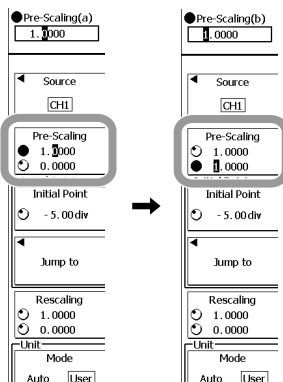 Pre-Scaling(a)
1.0000
Source
CH1
Pre-Scaling
1.0000
0.0000
Initial Point
-5.00div
Jump to
Rescaling
1.0000
0.0000
Unit
Mode
Auto User
Pre-Scaling(b)
1.0000
Source
CH1
Pre-Scaling
1.0000
1.0000
Initial Point
-5.00div
Jump to
Rescaling
1.0000
0.0000
Unit
Mode
Auto User